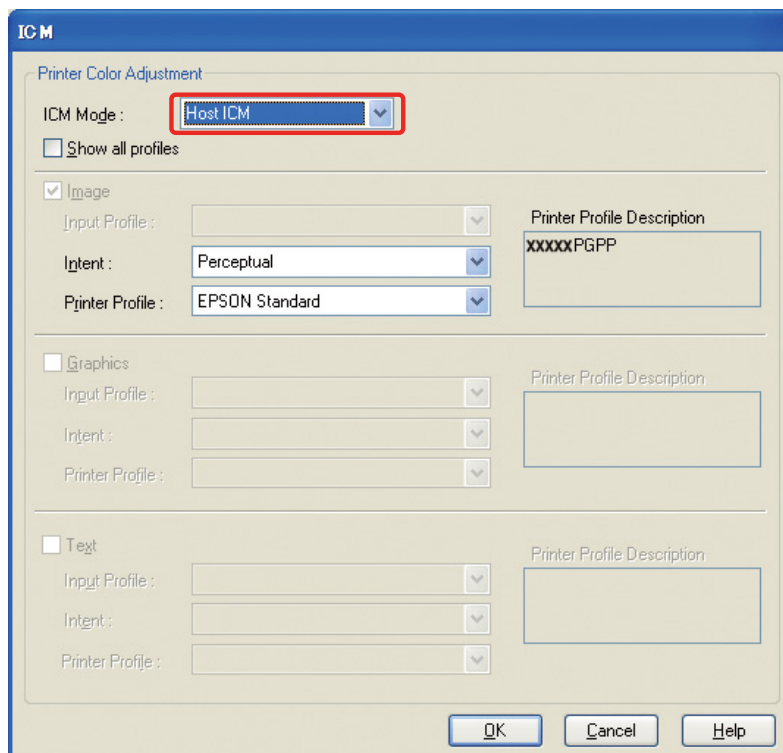 ICM
Printer Color Adjustment
ICM Mode : Host ICM
Show all profiles
Image
Input Profile :
Intent : Perceptual
Printer Profile : EPSON Standard
Printer Profile Description
XXXXXPGPP
Graphics
Input Profile :
Intent :
Printer Profile :
Printer Profile Description
Text
Input Profile :
Intent :
Printer Profile :
Printer Profile Description
OK Cancel Help